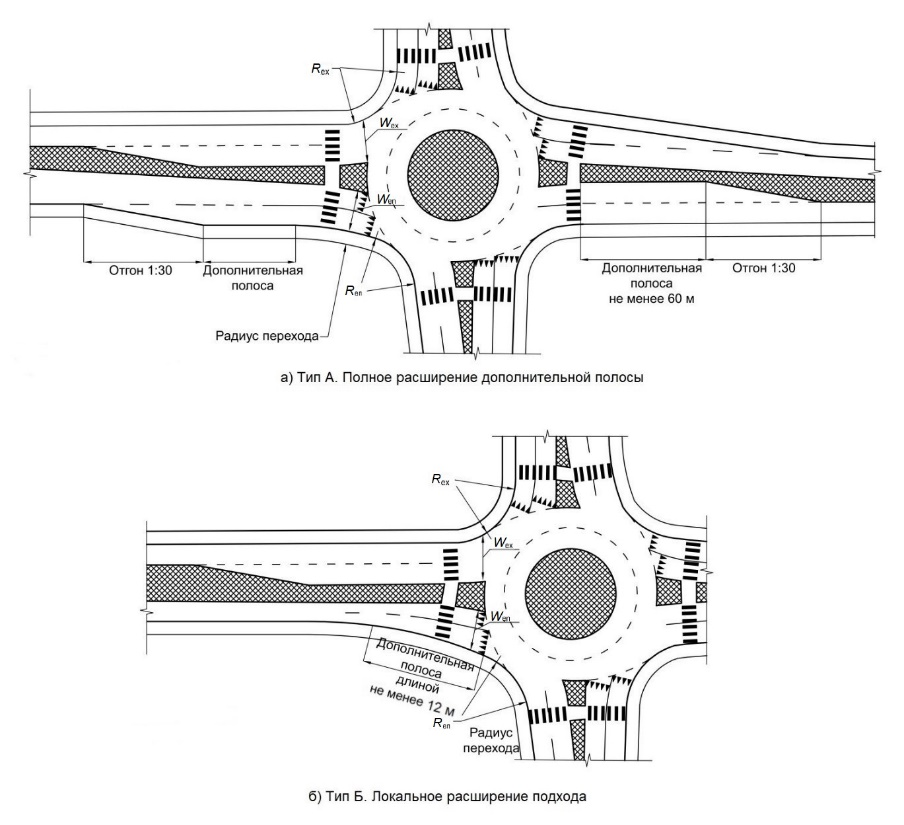 Rex
Wex
Wen
Отгон 1:30
Дополнительная
полоса
Ren
Дополнительная
полоса
не менее 60 м
Отгон 1:30
Радиус перехода
а) Тип А. Полное расширение дополнительной полосы
Rex
Wex
Wen
Дополнительная
полоса
длиной
не менее 12 м
Ren
Радиус
перехода
б) Тип Б. Локальное расширение подхода